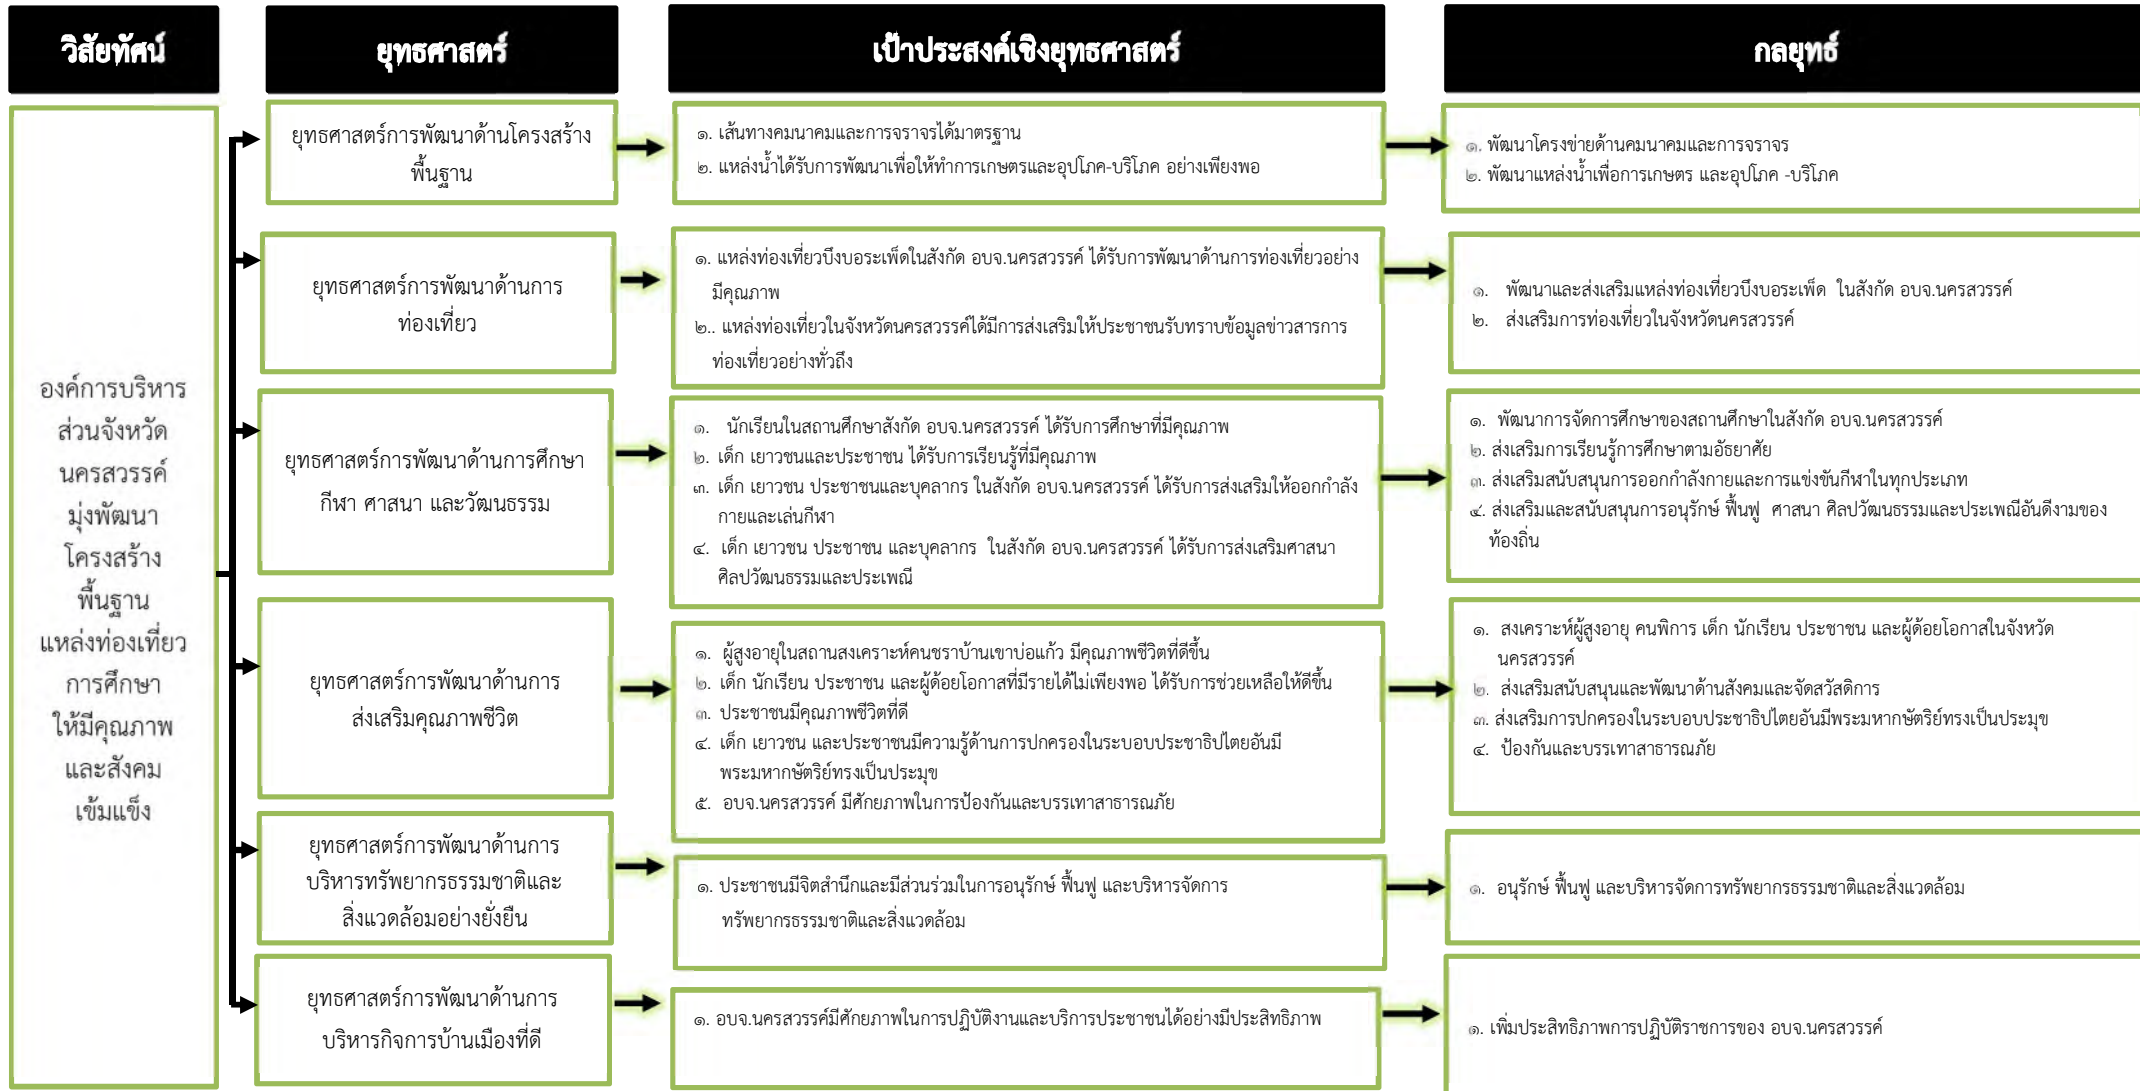 วิสัยทัศน์
ยุทธศาสตร์
เป้าประสงค์เชิงยุทธศาสตร์
กลยุทธ์
องค์การบริหาร
ส่วนจังหวัด
นครสวรรค์
มุ่งพัฒนา
โครงสร้าง
พื้นฐาน
แหล่งท่องเที่ยว
การศึกษา
ให้มีคุณภาพ
และสังคม
เข้มแข็ง
ยุทธศาสตร์การพัฒนาด้านโครงสร้าง
พื้นฐาน
๑. เส้นทางคมนาคมและการจราจรได้มาตรฐาน
๒. แหล่งน้ำได้รับการพัฒนาเพื่อให้ทำการเกษตรและอุปโภค-บริโภค อย่างเพียงพอ
๑. พัฒนาโครงข่ายด้านคมนาคมและการจราจร
๒. พัฒนาแหล่งน้ำเพื่อการเกษตร และอุปโภค -บริโภค
ยุทธศาสตร์การพัฒนาด้านการ
ท่องเที่ยว
๑. แหล่งท่องเที่ยวบึงบอระเพ็ดในสังกัด อบจ.นครสวรรค์ ได้รับการพัฒนาด้านการท่องเที่ยวอย่าง
มีคุณภาพ
๒.. แหล่งท่องเที่ยวในจังหวัดนครสวรรค์ได้มีการส่งเสริมให้ประชาชนรับทราบข้อมูลข่าวสารการ
ท่องเที่ยวอย่างทั่วถึง
๑. พัฒนาและส่งเสริมแหล่งท่องเที่ยวบึงบอระเพ็ด ในสังกัด อบจ.นครสวรรค์
๒. ส่งเสริมการท่องเที่ยวในจังหวัดนครสวรรค์
ยุทธศาสตร์การพัฒนาด้านการศึกษา
กีฬา ศาสนา และวัฒนธรรม
๑. นักเรียนในสถานศึกษาสังกัด อบจ.นครสวรรค์ ได้รับการศึกษาที่มีคุณภาพ
๒. เด็ก เยาวชนและประชาชน ได้รับการเรียนรู้ที่มีคุณภาพ
๓. เด็ก เยาวชน ประชาชนและบุคลากร ในสังกัด อบจ.นครสวรรค์ ได้รับการส่งเสริมให้ออกกำลัง
กายและเล่นกีฬา
๔. เด็ก เยาวชน ประชาชน และบุคลากร ในสังกัด อบจ.นครสวรรค์ ได้รับการส่งเสริมศาสนา
ศิลปวัฒนธรรมและประเพณี
๑. พัฒนาการจัดการศึกษาของสถานศึกษาในสังกัด อบจ.นครสวรรค์
๒. ส่งเสริมการเรียนรู้การศึกษาตามอัธยาศัย
๓. ส่งเสริมสนับสนุนการออกกำลังกายและการแข่งขันกีฬาในทุกประเภท
๔. ส่งเสริมและสนับสนุนการอนุรักษ์ ฟื้นฟู ศาสนา ศิลปวัฒนธรรมและประเพณีอันดีงามของ
ท้องถิ่น
ยุทธศาสตร์การพัฒนาด้านการ
ส่งเสริมคุณภาพชีวิต
๑. ผู้สูงอายุในสถานสงเคราะห์คนชราบ้านเขาบ่อแก้ว มีคุณภาพชีวิตที่ดีขึ้น
๒. เด็ก นักเรียน ประชาชน และผู้ด้อยโอกาสที่มีรายได้ไม่เพียงพอ ได้รับการช่วยเหลือให้ดีขึ้น
๓. ประชาชนมีคุณภาพชีวิตที่ดี
๔. เด็ก เยาวชน และประชาชนมีความรู้ด้านการปกครองในระบอบประชาธิปไตยอันมี
พระมหากษัตริย์ทรงเป็นประมุข
๕. อบจ.นครสวรรค์ มีศักยภาพในการป้องกันและบรรเทาสาธารณภัย
๑. สงเคราะห์ผู้สูงอายุ คนพิการ เด็ก นักเรียน ประชาชน และผู้ด้อยโอกาสในจังหวัด
นครสวรรค์
๒. ส่งเสริมสนับสนุนและพัฒนาด้านสังคมและจัดสวัสดิการ
๓. ส่งเสริมการปกครองในระบอบประชาธิปไตยอันมีพระมหากษัตริย์ทรงเป็นประมุข
๔. ป้องกันและบรรเทาสาธารณภัย
ยุทธศาสตร์การพัฒนาด้านการ
บริหารทรัพยากรธรรมชาติและ
สิ่งแวดล้อมอย่างยั่งยืน
๑. ประชาชนมีจิตสำนึกและมีส่วนร่วมในการอนุรักษ์ ฟื้นฟู และบริหารจัดการ
ทรัพยากรธรรมชาติและสิ่งแวดล้อม
๑. อนุรักษ์ ฟื้นฟู และบริหารจัดการทรัพยากรธรรมชาติและสิ่งแวดล้อม
ยุทธศาสตร์การพัฒนาด้านการ
บริหารกิจการบ้านเมืองที่ดี
๑. อบจ.นครสวรรค์มีศักยภาพในการปฏิบัติงานและบริการประชาชนได้อย่างมีประสิทธิภาพ
๑. เพิ่มประสิทธิภาพการปฏิบัติราชการของ อบจ.นครสวรรค์